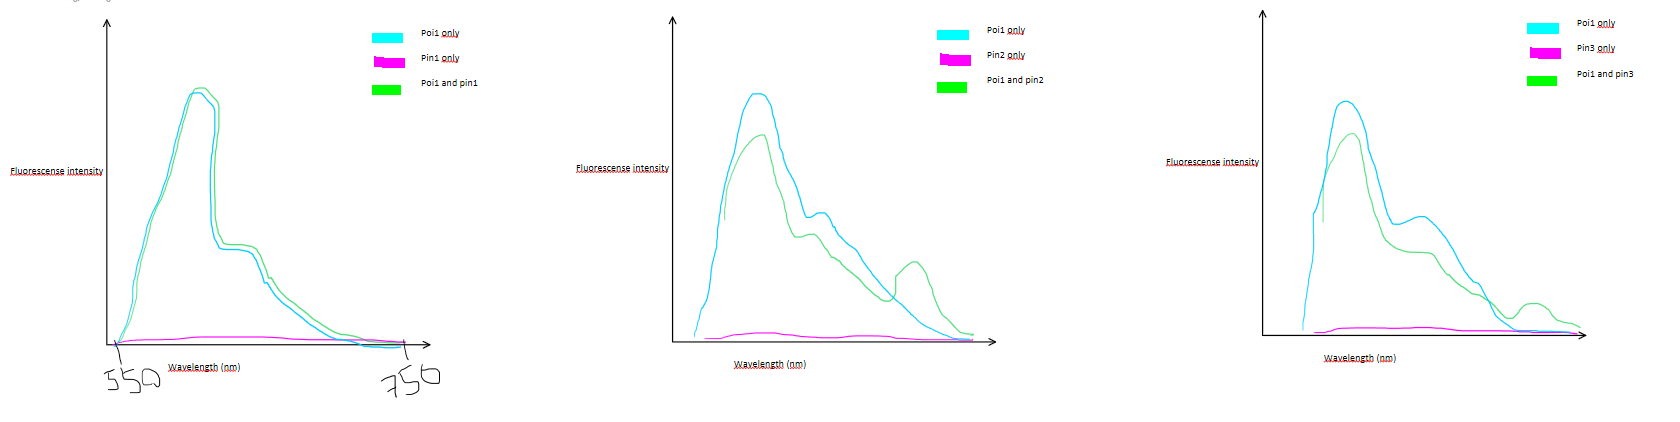 Poi1 only
Pin1 only
Poi1 and pin1
Fluorescense intensity
Wavelength (nm)
550
750
Poi1 only
Pin2 only
Poi1 and pin2
Fluorescense intensity
Wavelength (nm)
Poi1 only
Pin3 only
Poi1 and pin3
Fluorescense intensity
Wavelength (nm)